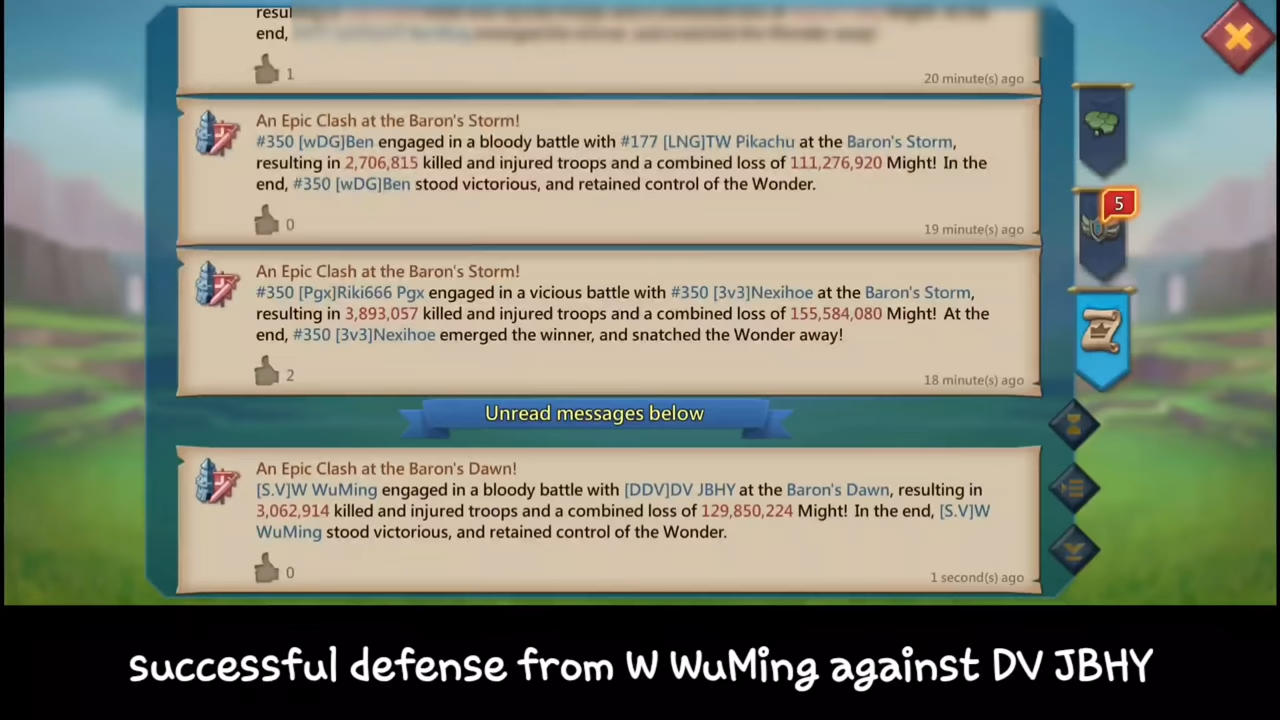 resul
end,
1
20 minute(s) ago
An Epic Clash at the Baron's Storm!
#350 [wDG]Ben engaged in a bloody battle with #177 [LNG]TW Pikachu at the Baron's Storm,
resulting in 2,706,815 killed and injured troops and a combined loss of 111,276,920 Might! In the
end, #350 [wDG]Ben stood victorious, and retained control of the Wonder.
0
19 minute(s) ago
An Epic Clash at the Baron's Storm!
#350 [Pgx]Riki666 Pgx engaged in a vicious battle with #350 [3v3]Nexihoe at the Baron's Storm,
resulting in 3,893,057 killed and injured troops and a combined loss of 155,584,080 Might! At the
end, #350 [3v3]Nexihoe emerged the winner, and snatched the Wonder away!
2
18 minute(s) ago
5
Unread messages below
An Epic Clash at the Baron's Dawn!
[S.V]W WuMing engaged in a bloody battle with [DDV]DV JBHY at the Baron's Dawn, resulting in
3,062,914 killed and injured troops and a combined loss of 129,850,224 Might! In the end, [S.V]W
WuMing stood victorious, and retained control of the Wonder.
0
1 second(s) ago
successful defense from W WuMing against DV JBHY